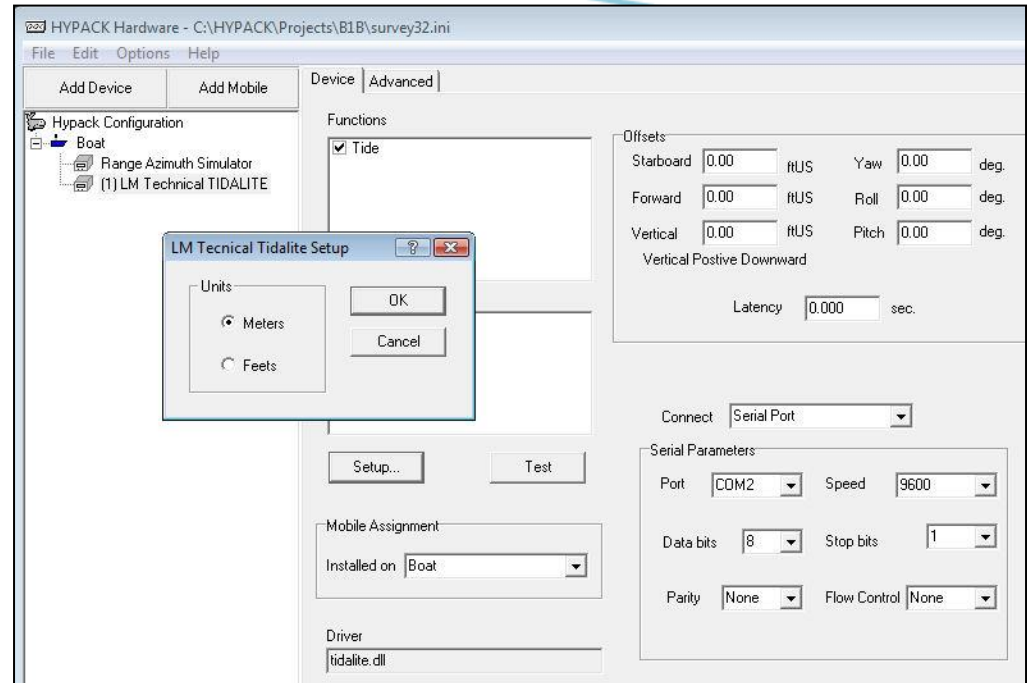 HYPACK Hardware - C:\HYPACK\Projects\B1B\survey32.ini
File Edit Options Help
Add Device Add Mobile
Hypack Configuration
Boat
Range Azimuth Simulator
(1) LM Technical TIDALITE
Device Advanced
Functions
Tide
LM Tecnical Tidalite Setup
Units
Meters
Feets
OK
Cancel
Setup... Test
Mobile Assignment
Installed on Boat
Driver
tidalite.dll
Offsets
Starboard 0.00 ftUS Yaw 0.00 deg.
Forward 0.00 ftUS Roll 0.00 deg.
Vertical 0.00 ftUS Pitch 0.00 deg.
Vertical Postive Downward
Latency 0.000 sec.
Connect Serial Port
Serial Parameters
Port COM2 Speed 9600
Data bits 8 Stop bits 1
Parity None Flow Control None